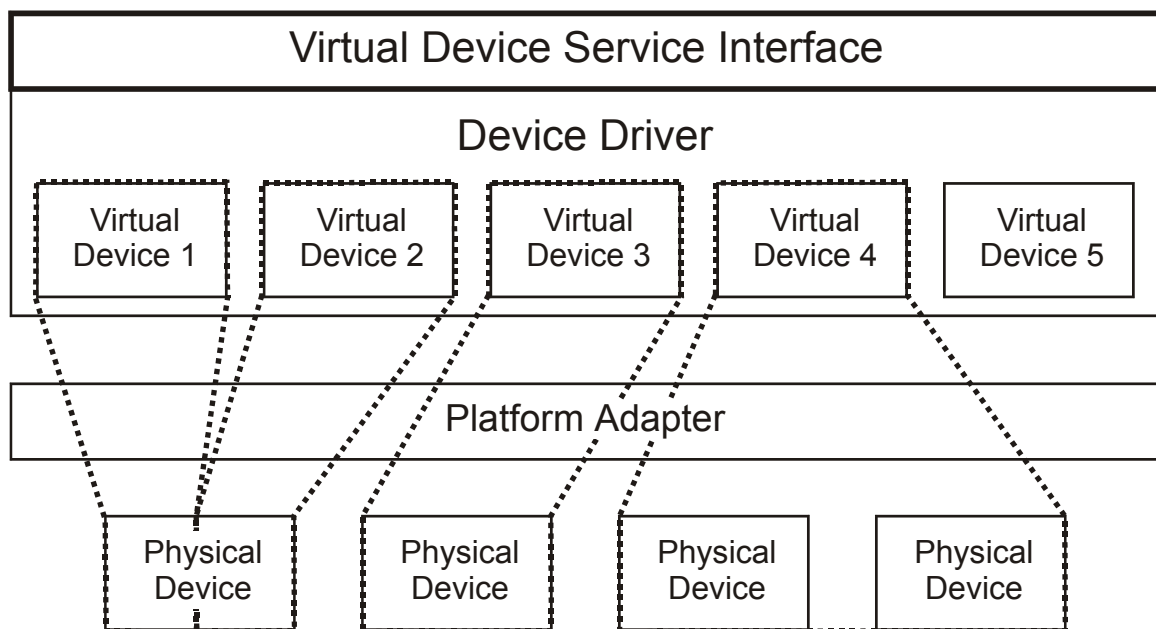 Virtual Device Service Interface
Device Driver
Virtual
Device 1
Virtual
Device 2
Virtual
Device 3
Virtual
Device 4
Virtual
Device 5
Platform Adapter
Physical
Device
Physical
Device
Physical
Device
Physical
Device